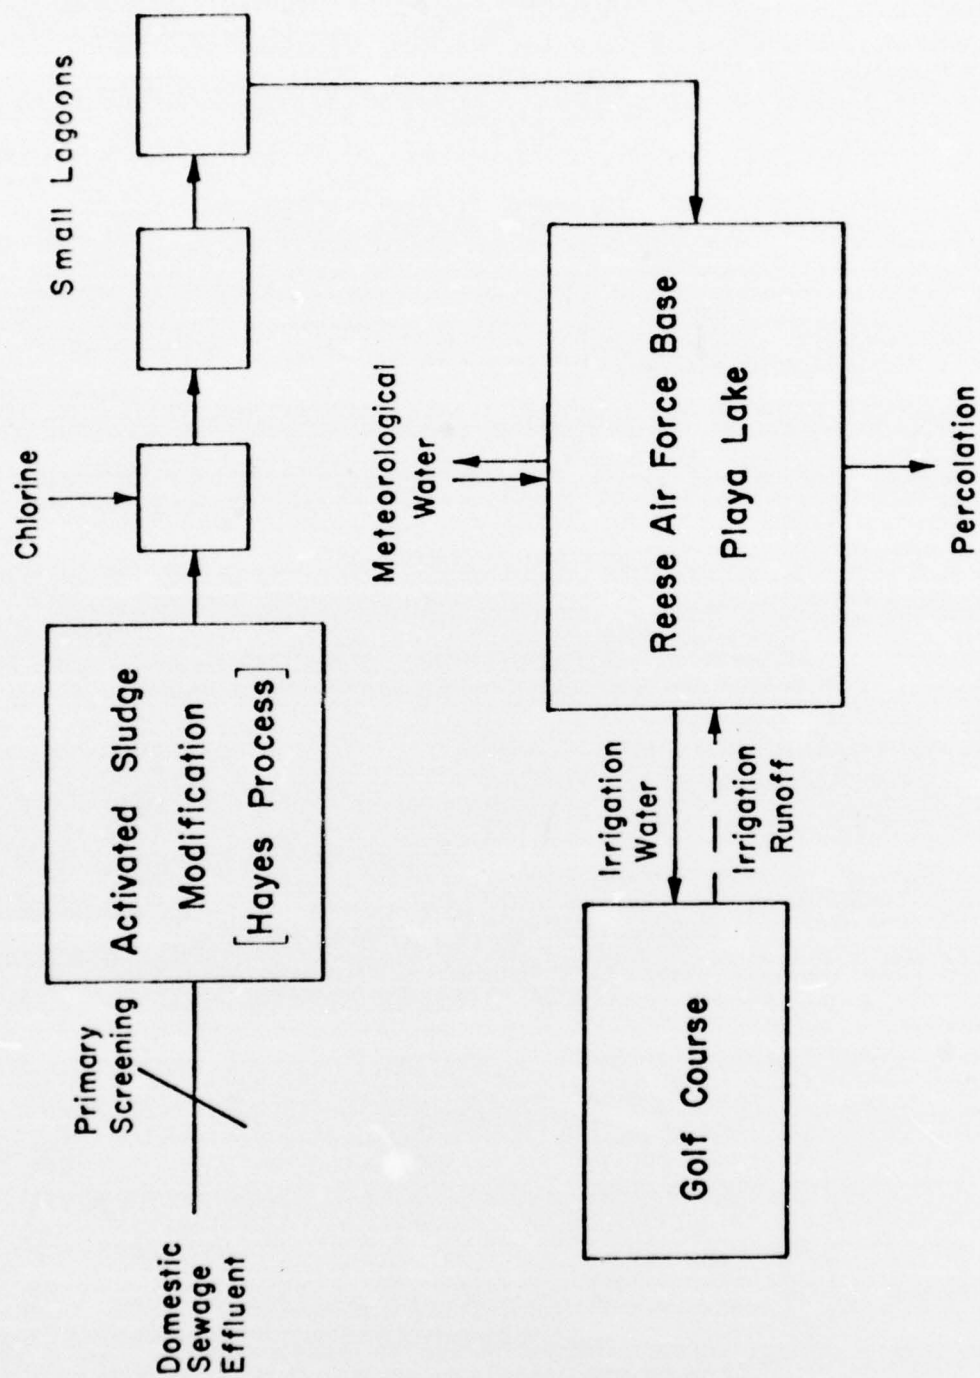 Domestic
Sewage
Effluent
Primary
Screening
Activated Sludge
Modification
[Hayes Process]
Chlorine
Small Lagoons
Golf Course
Irrigation
Water
Irrigation
Runoff
Meteorological
Water
Reese Air Force Base
Playa Lake
Percolation